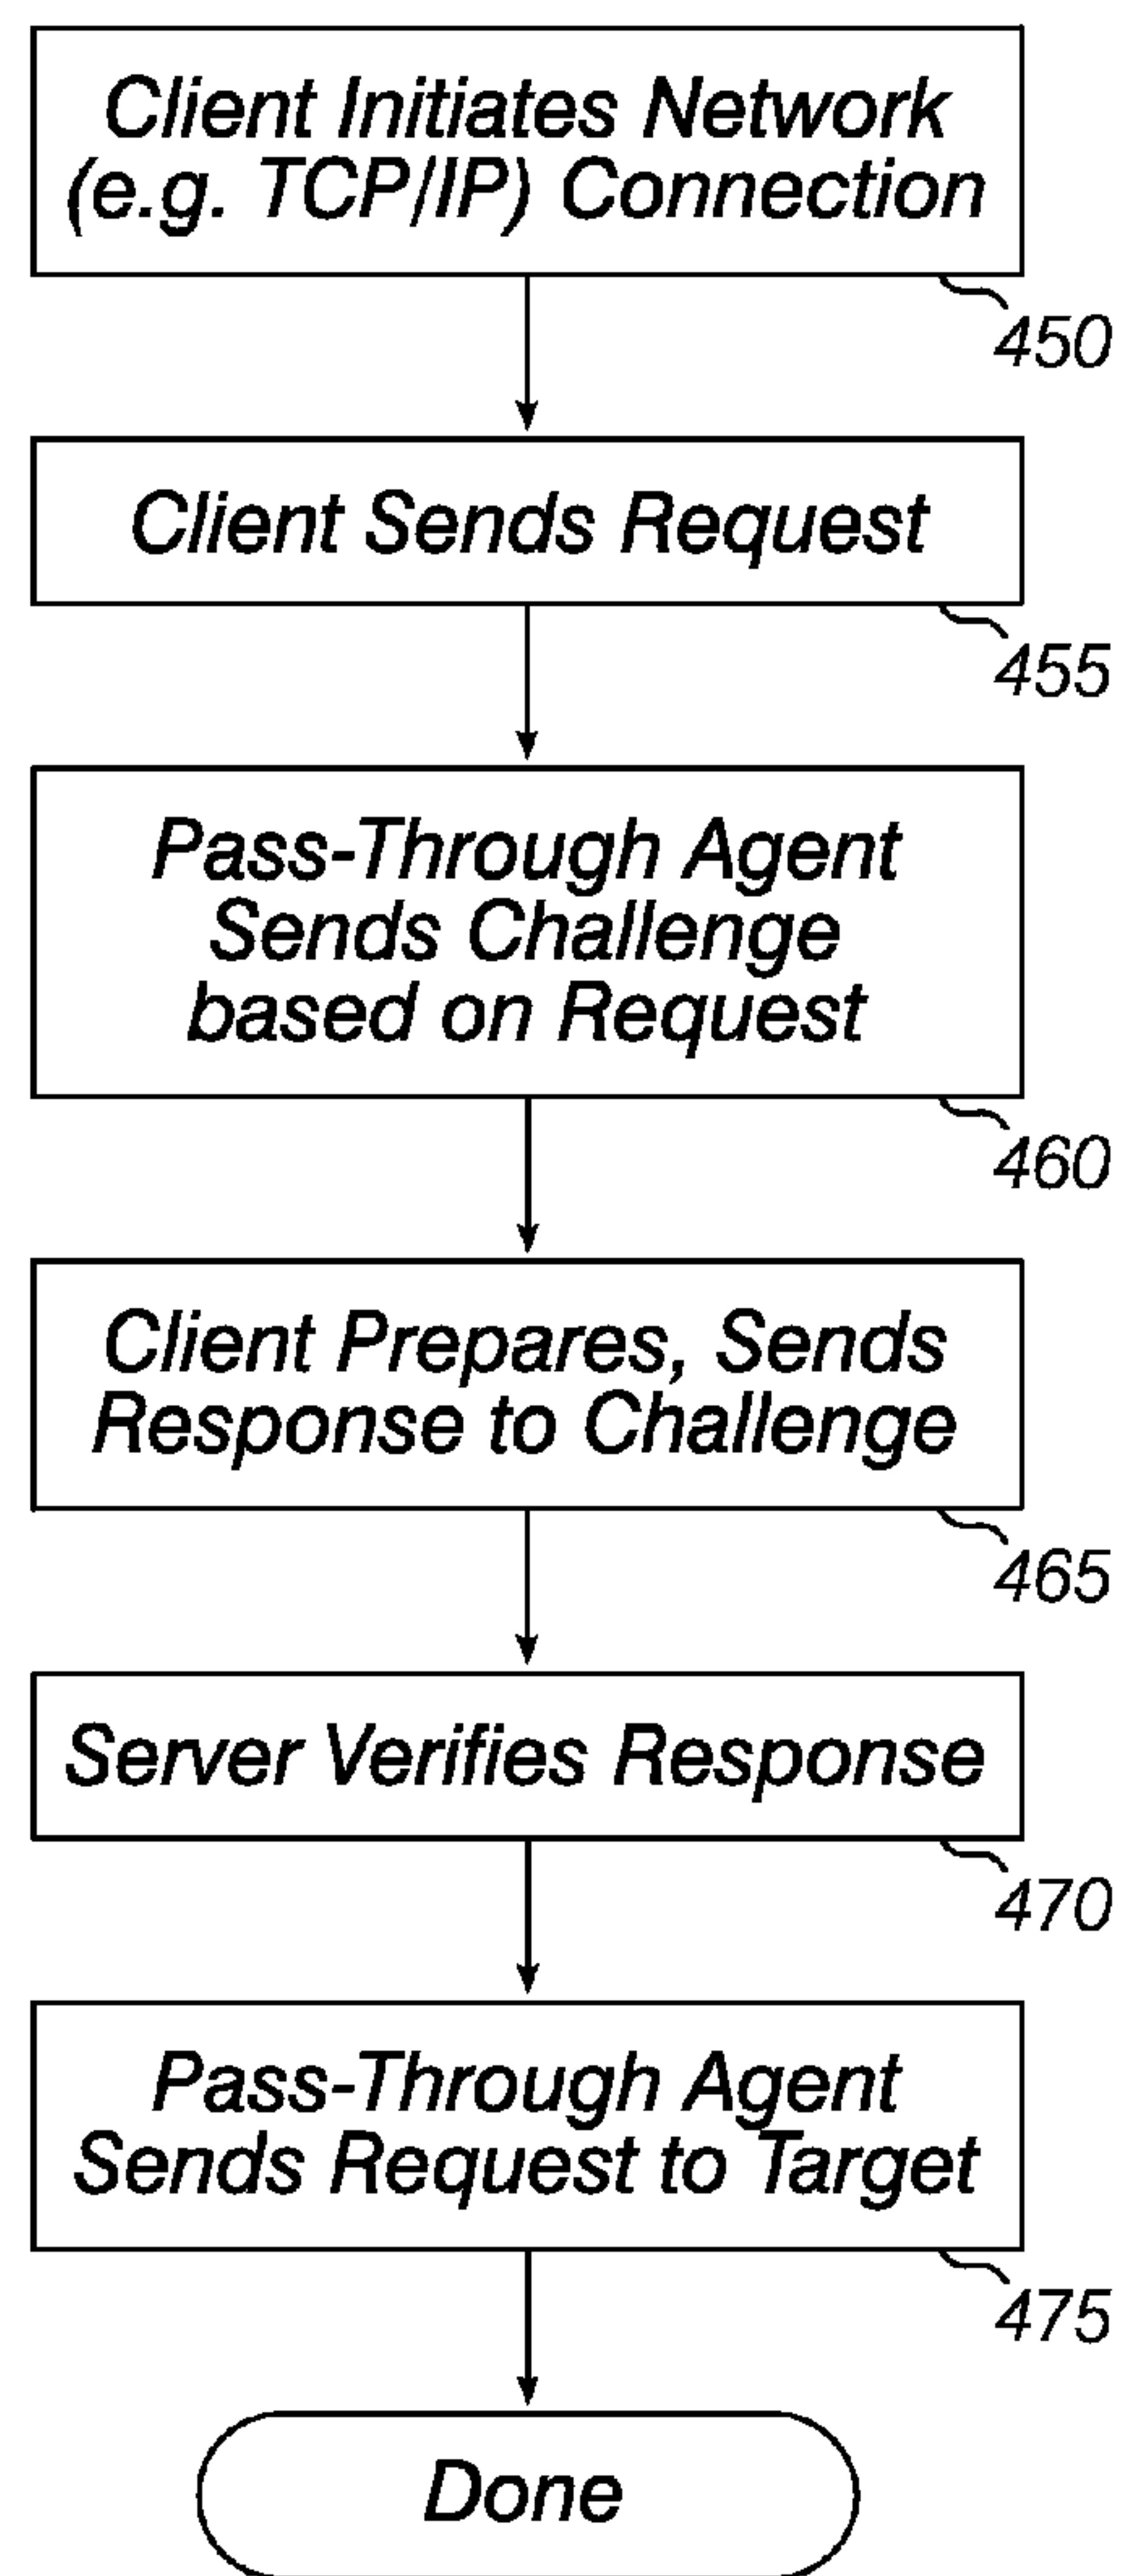 Client Initiates Network
(e.g. TCP/IP) Connection
450
Client Sends Request
455
Pass-Through Agent
Sends Challenge
based on Request
460
Client Prepares, Sends
Response to Challenge
465
Server Verifies Response
470
Pass-Through Agent
Sends Request to Target
475
Done